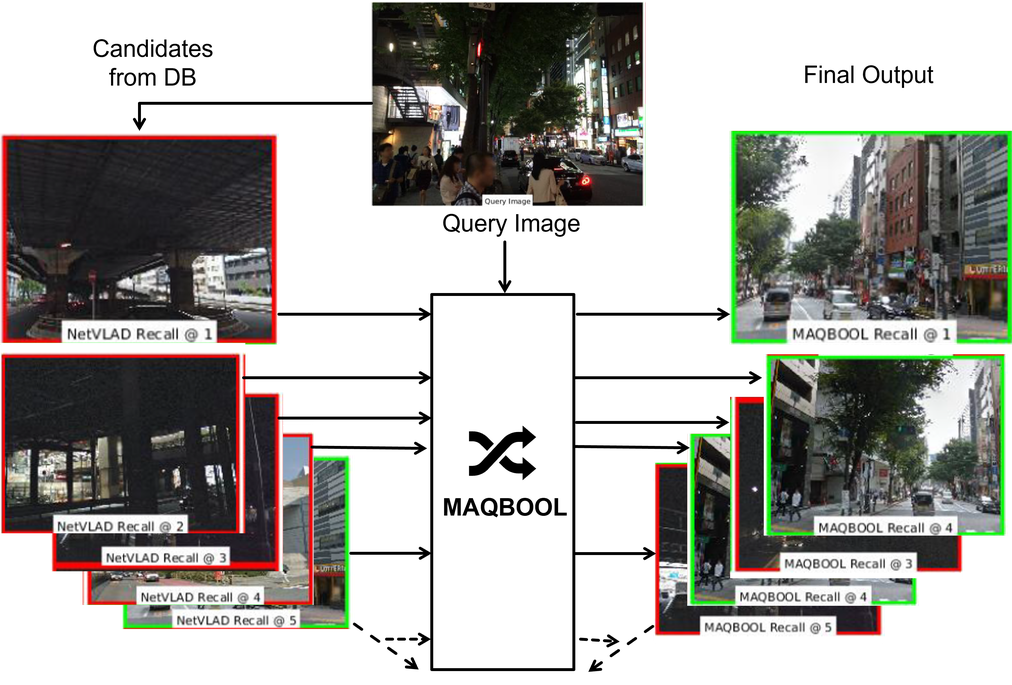 Candidates
from DB
Query Image
Query Image
Final Output
NetVLAD Recall @ 1
NetVLAD Recall @ 2
NetVLAD Recall @ 3
NetVLAD Recall @ 4
NetVLAD Recall @ 5
MAQBOOL
MAQBOOL Recall @ 1
MAQBOOL Recall @ 4
MAQBOOL Recall @ 3
MAQBOOL Recall @ 4
MAQBOOL Recall @ 5